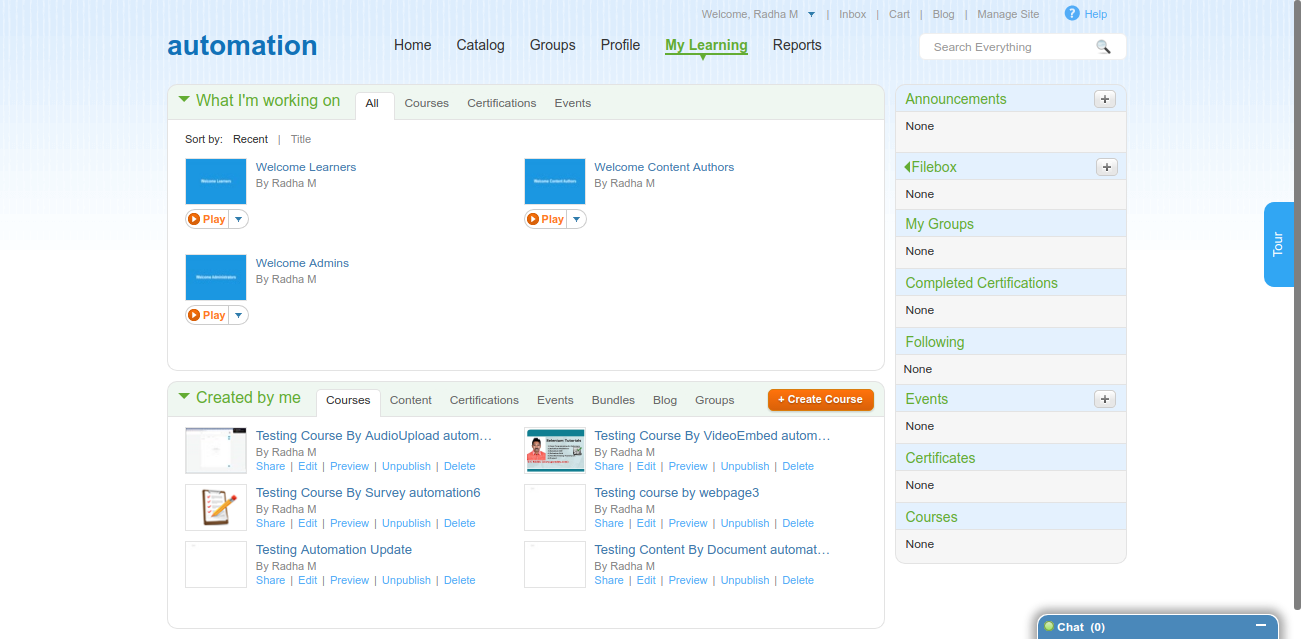 Welcome, Radha M | Inbox | Cart | Blog | Manage Site ? Help
automation
Home Catalog Groups Profile My Learning Reports
Search Everything
What I'm working on All Courses Certifications Events
Sort by: Recent | Title
Welcome Learners
Welcome Learners
By Radha M
Play
Welcome Content Authors
Welcome Content Authors
By Radha M
Play
Welcome Administrators
Welcome Admins
By Radha M
Play
Created by me Courses Content Certifications Events Bundles Blog Groups + Create Course
Testing Course By AudioUpload autom…
By Radha M
Share | Edit | Preview | Unpublish | Delete
Selenium Tutorials
Testing Course By VideoEmbed autom…
By Radha M
Share | Edit | Preview | Unpublish | Delete
Testing Course By Survey automation6
By Radha M
Share | Edit | Preview | Unpublish | Delete
Testing course by webpage3
By Radha M
Share | Edit | Preview | Unpublish | Delete
Testing Automation Update
By Radha M
Share | Edit | Preview | Unpublish | Delete
Testing Content By Document automat…
By Radha M
Share | Edit | Preview | Unpublish | Delete
Announcements +
None
Filebox +
None
My Groups
None
Completed Certifications
None
Following
None
Events +
None
Certificates
None
Courses
None
Tour
Chat (0)